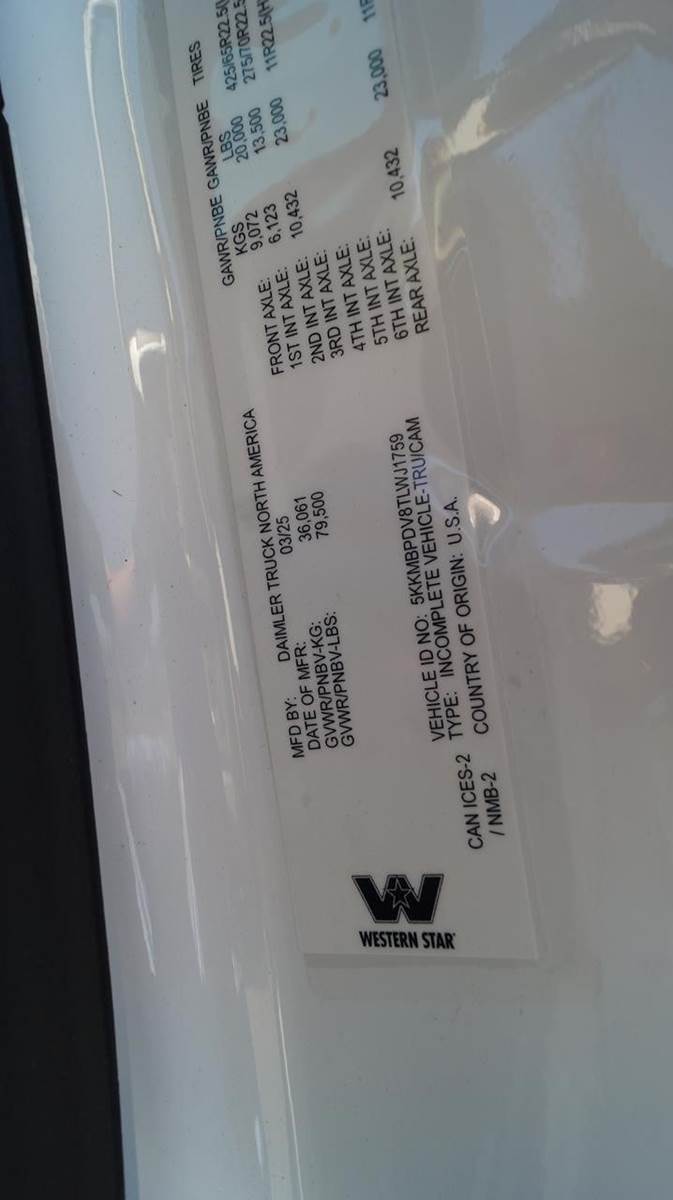 WESTERN STAR
MFD BY: DAIMLER TRUCK NORTH AMERICA
DATE OF MFR: 03/25
GVWR/PNBV-KG: 36,061
GVWR/PNBV-LBS: 79,500
VEHICLE ID NO: 5KKMBPDV8TLWJ1759
TYPE: INCOMPLETE VEHICLE-TRU/CAM
COUNTRY OF ORIGIN: U.S.A.
CAN ICES-2
/ NMB-2
GAWR/PNBE GAWR/PNBE TIRES
KGS LBS
FRONT AXLE: 9,072 20,000 425/65R22.5(
1ST INT AXLE: 6,123 13,500 275/70R22.5
2ND INT AXLE: 10,432 23,000 11R22.5(H
3RD INT AXLE:
4TH INT AXLE:
5TH INT AXLE:
6TH INT AXLE:
REAR AXLE: 10,432 23,000 11R